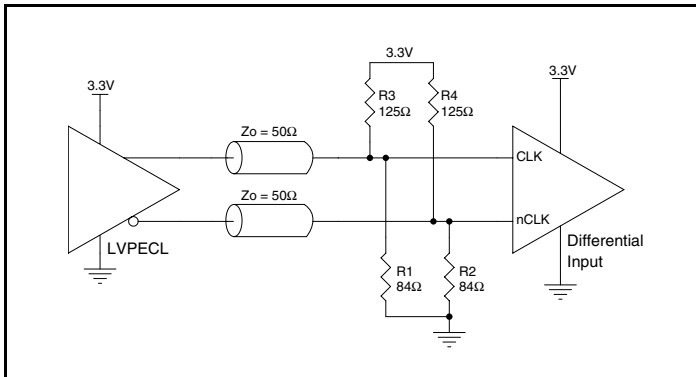 3.3V
3.3V
3.3V
R3
125Ω
R4
125Ω
Zo = 50Ω
CLK
Zo = 50Ω
nCLK
LVPECL
Differential
Input
R1
84Ω
R2
84Ω